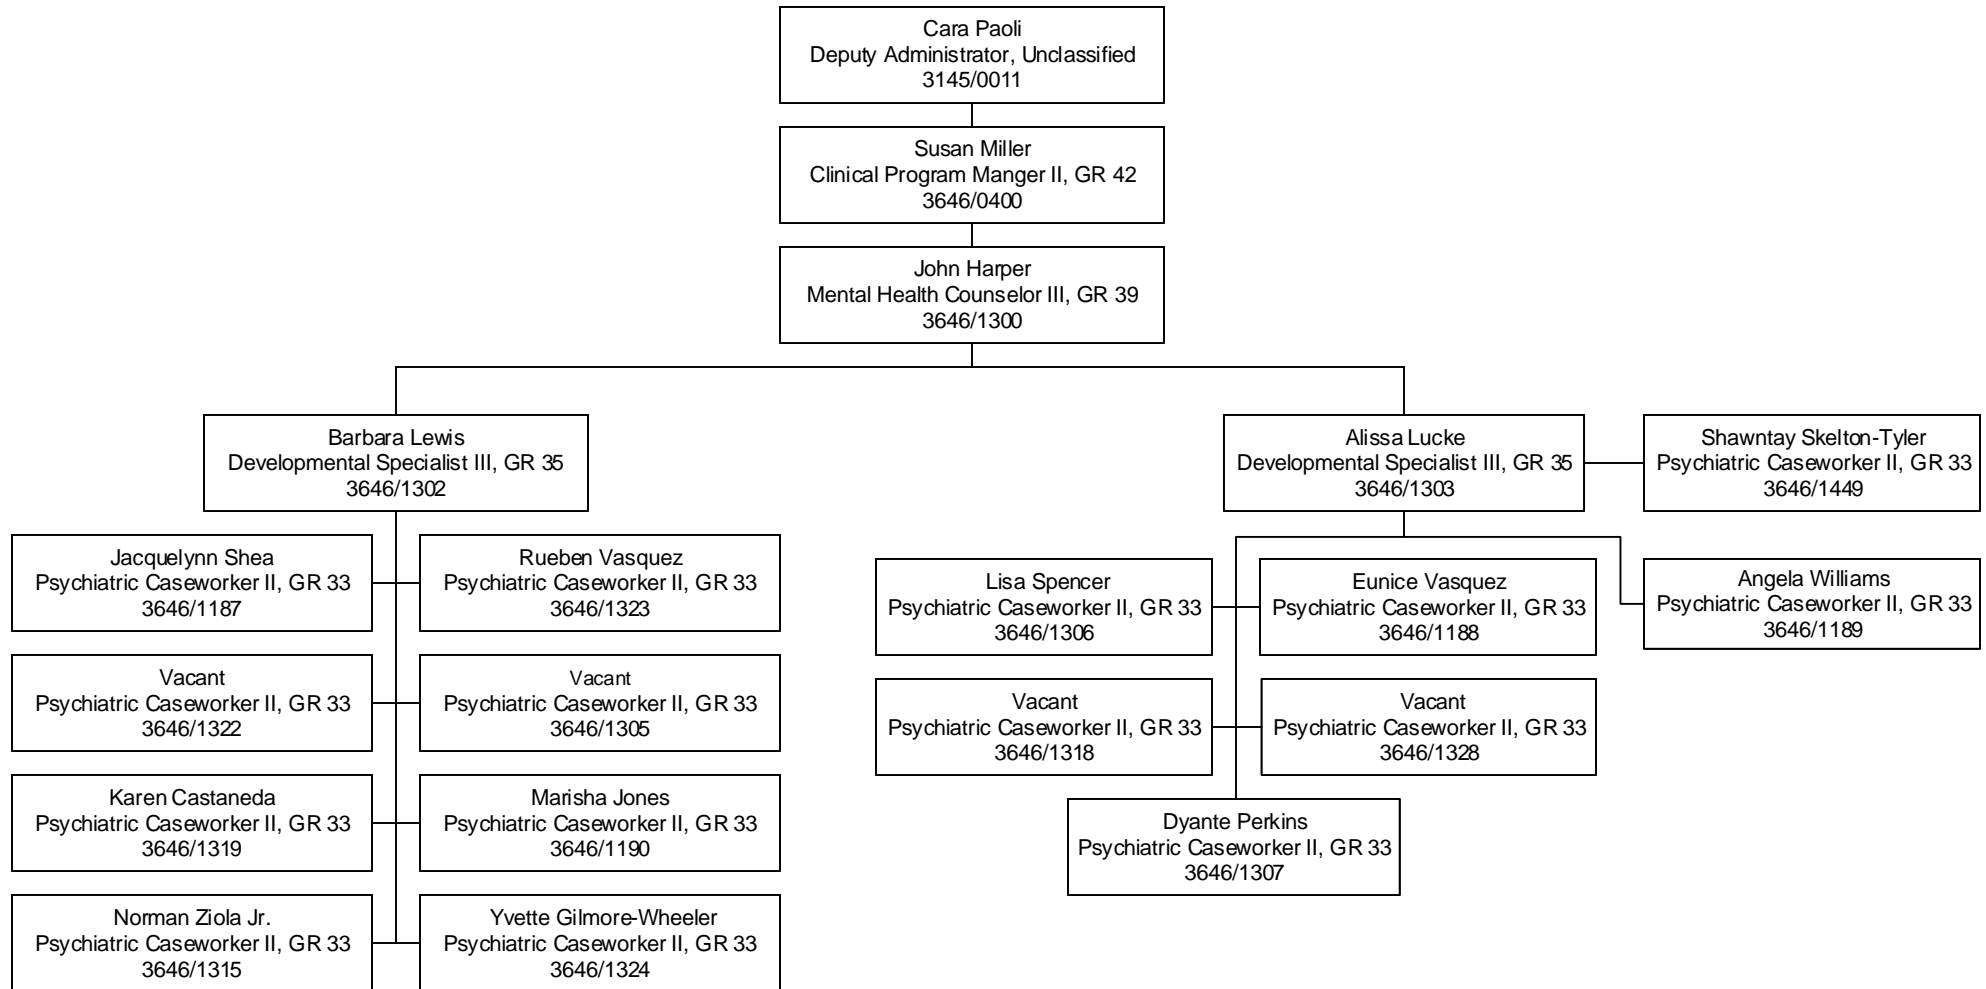 Cara Paoli
Deputy Administrator, Unclassified
3145/0011
Susan Miller
Clinical Program Manger II, GR 42
3646/0400
John Harper
Mental Health Counselor III, GR 39
3646/1300
Barbara Lewis
Developmental Specialist III, GR 35
3646/1302
Alissa Lucke
Developmental Specialist III, GR 35
3646/1303
Shawntay Skelton-Tyler
Psychiatric Caseworker II, GR 33
3646/1449
Jacquelynn Shea
Psychiatric Caseworker II, GR 33
3646/1187
Rueben Vasquez
Psychiatric Caseworker II, GR 33
3646/1323
Lisa Spencer
Psychiatric Caseworker II, GR 33
3646/1306
Eunice Vasquez
Psychiatric Caseworker II, GR 33
3646/1188
Angela Williams
Psychiatric Caseworker II, GR 33
3646/1189
Vacant
Psychiatric Caseworker II, GR 33
3646/1322
Vacant
Psychiatric Caseworker II, GR 33
3646/1305
Vacant
Psychiatric Caseworker II, GR 33
3646/1318
Vacant
Psychiatric Caseworker II, GR 33
3646/1328
Karen Castaneda
Psychiatric Caseworker II, GR 33
3646/1319
Marisha Jones
Psychiatric Caseworker II, GR 33
3646/1190
Dyante Perkins
Psychiatric Caseworker II, GR 33
3646/1307
Norman Ziola Jr.
Psychiatric Caseworker II, GR 33
3646/1315
Yvette Gilmore-Wheeler
Psychiatric Caseworker II, GR 33
3646/1324